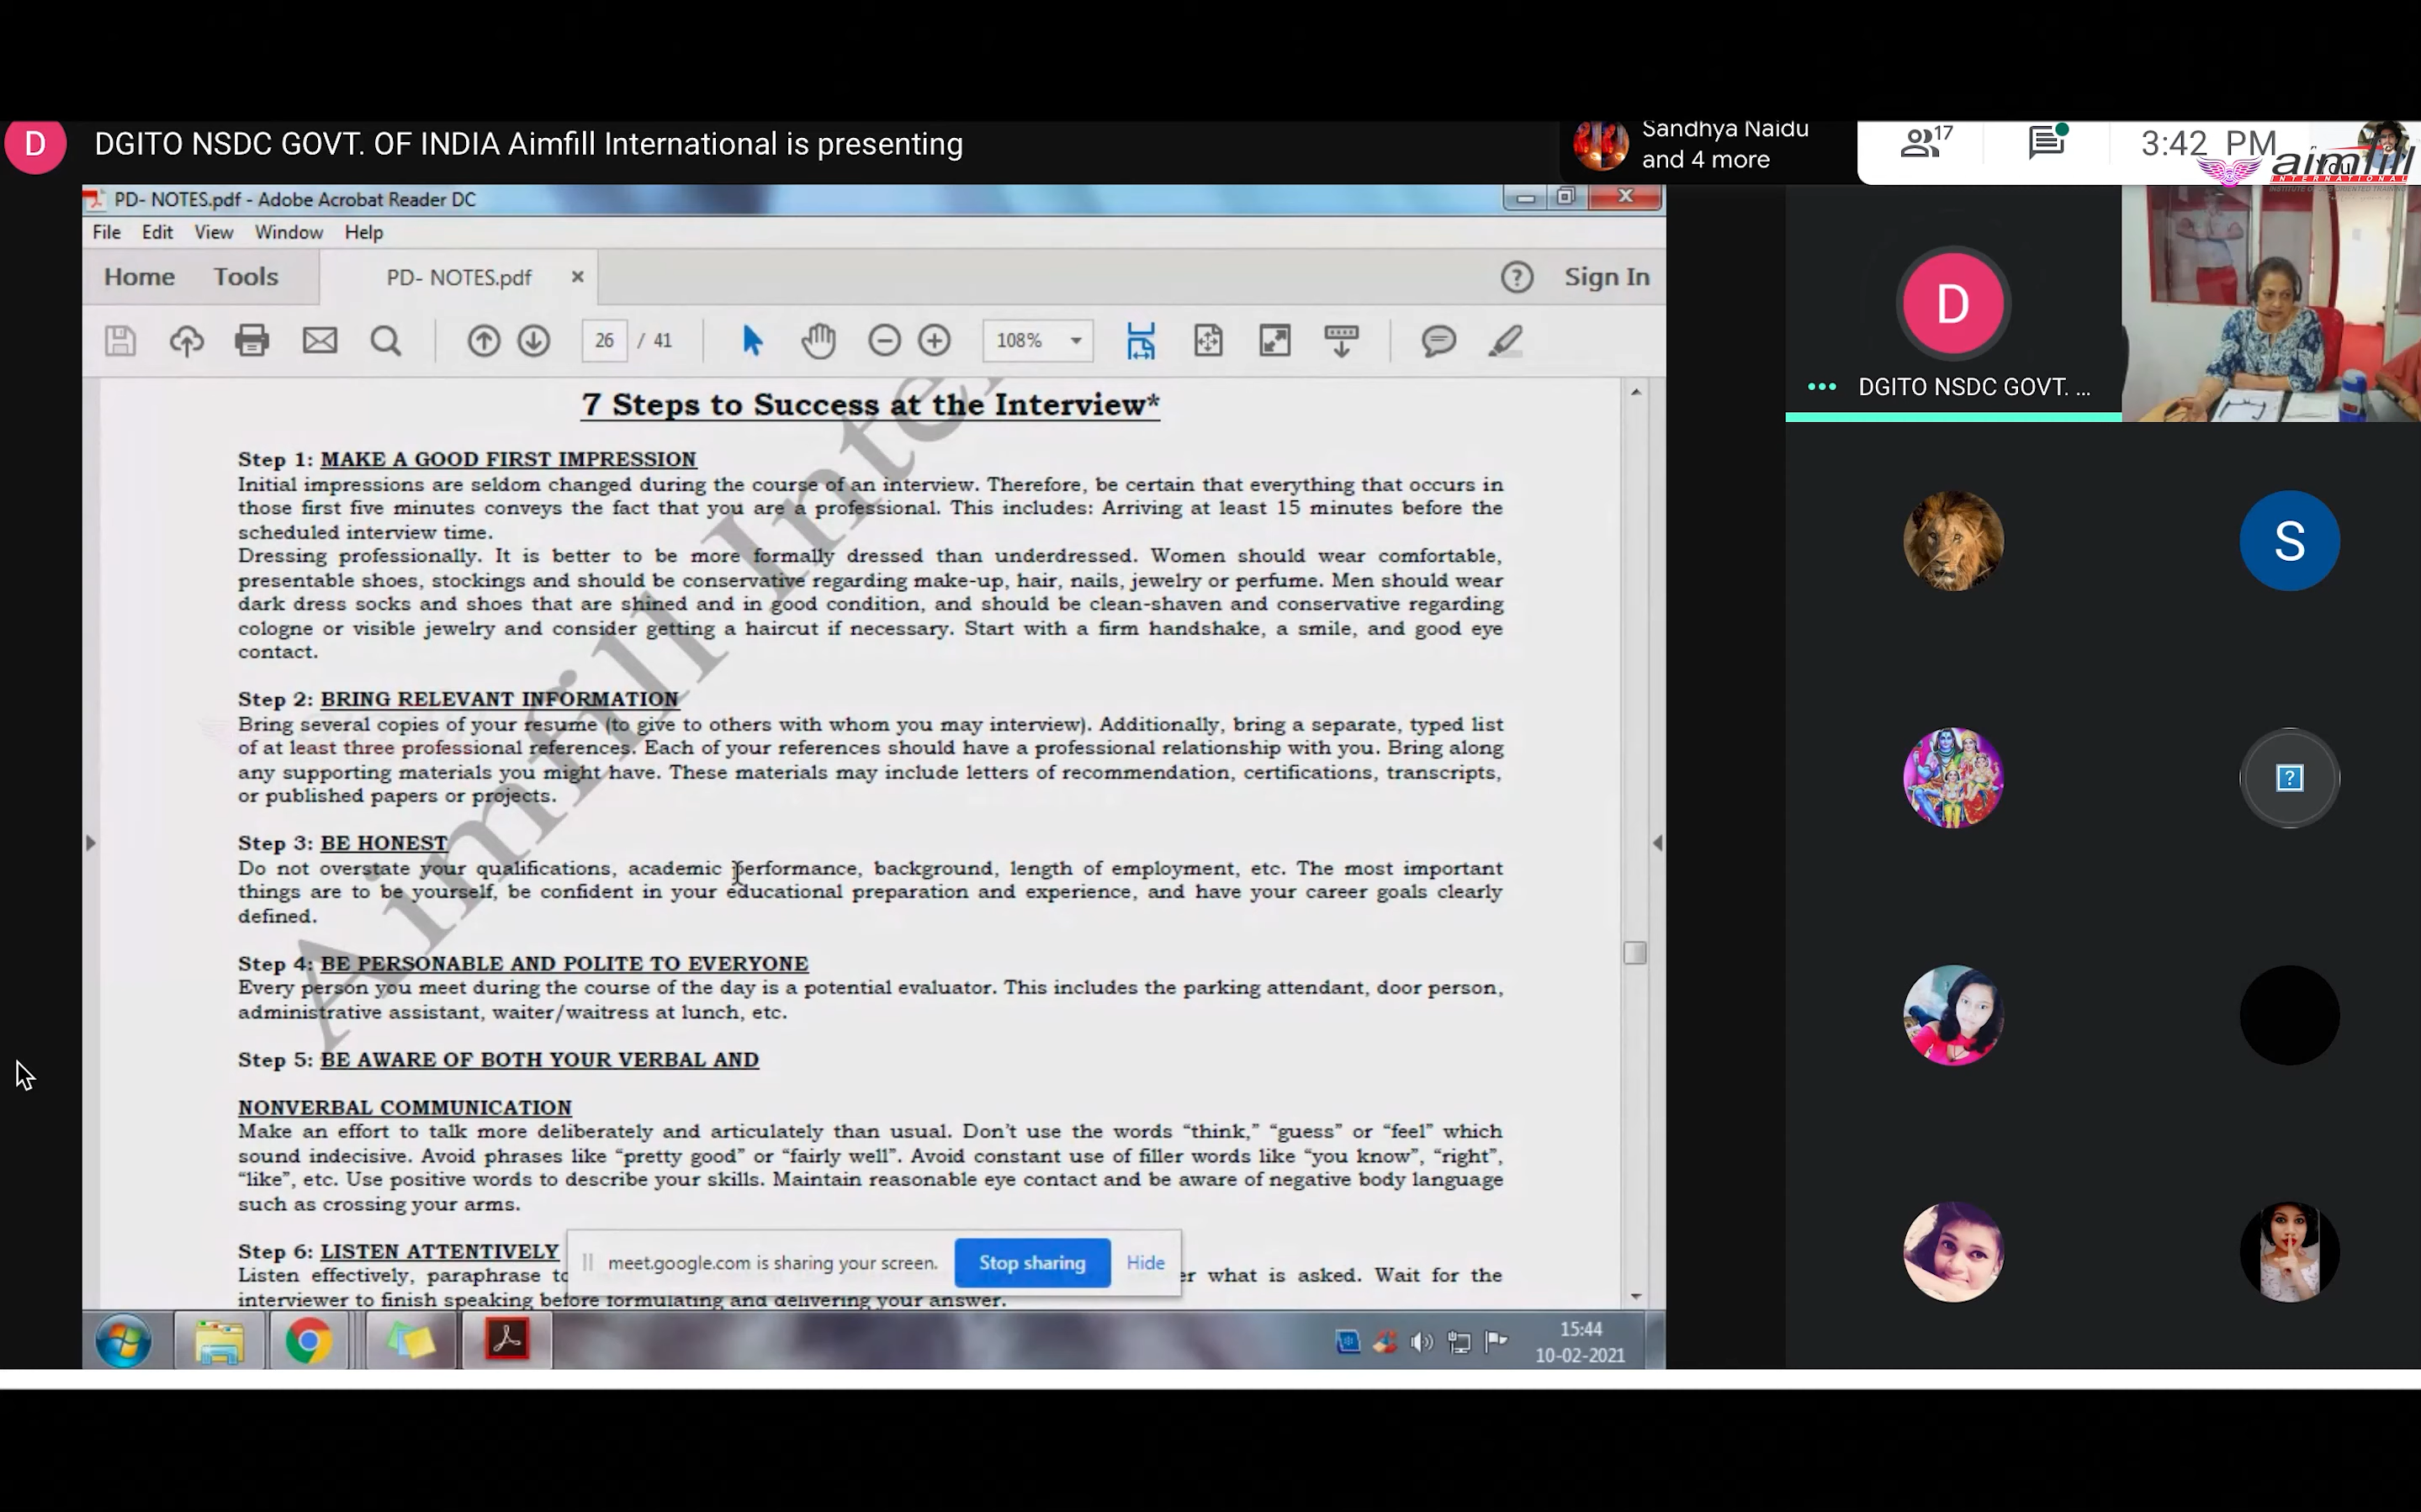 D
DGITO NSDC GOVT. OF INDIA Aimfill International is presenting
Sandhya Naidu
and 4 more
17
3:42 PM
You
aimfill
INTERNATIONAL
PD- NOTES.pdf - Adobe Acrobat Reader DC
File Edit View Window Help
Home Tools PD- NOTES.pdf × ? Sign In
26 / 41 108%
7 Steps to Success at the Interview*
Step 1: MAKE A GOOD FIRST IMPRESSION
Initial impressions are seldom changed during the course of an interview. Therefore, be certain that everything that occurs in
those first five minutes conveys the fact that you are a professional. This includes: Arriving at least 15 minutes before the
scheduled interview time.
Dressing professionally. It is better to be more formally dressed than underdressed. Women should wear comfortable,
presentable shoes, stockings and should be conservative regarding make-up, hair, nails, jewelry or perfume. Men should wear
dark dress socks and shoes that are shined and in good condition, and should be clean-shaven and conservative regarding
cologne or visible jewelry and consider getting a haircut if necessary. Start with a firm handshake, a smile, and good eye
contact.
Step 2: BRING RELEVANT INFORMATION
Bring several copies of your resume (to give to others with whom you may interview). Additionally, bring a separate, typed list
of at least three professional references. Each of your references should have a professional relationship with you. Bring along
any supporting materials you might have. These materials may include letters of recommendation, certifications, transcripts,
or published papers or projects.
Step 3: BE HONEST
Do not overstate your qualifications, academic performance, background, length of employment, etc. The most important
things are to be yourself, be confident in your educational preparation and experience, and have your career goals clearly
defined.
Step 4: BE PERSONABLE AND POLITE TO EVERYONE
Every person you meet during the course of the day is a potential evaluator. This includes the parking attendant, door person,
administrative assistant, waiter/waitress at lunch, etc.
Step 5: BE AWARE OF BOTH YOUR VERBAL AND
NONVERBAL COMMUNICATION
Make an effort to talk more deliberately and articulately than usual. Don't use the words “think,” “guess” or “feel” which
sound indecisive. Avoid phrases like “pretty good” or “fairly well”. Avoid constant use of filler words like “you know”, “right”,
“like”, etc. Use positive words to describe your skills. Maintain reasonable eye contact and be aware of negative body language
such as crossing your arms.
Step 6: LISTEN ATTENTIVELY
Listen effectively, paraphrase to er what is asked. Wait for the
interviewer to finish speaking before formulating and delivering your answer.
Aimfill Inte
meet.google.com is sharing your screen. Stop sharing Hide
15:44
10-02-2021
D
DGITO NSDC GOVT. ...
S
?